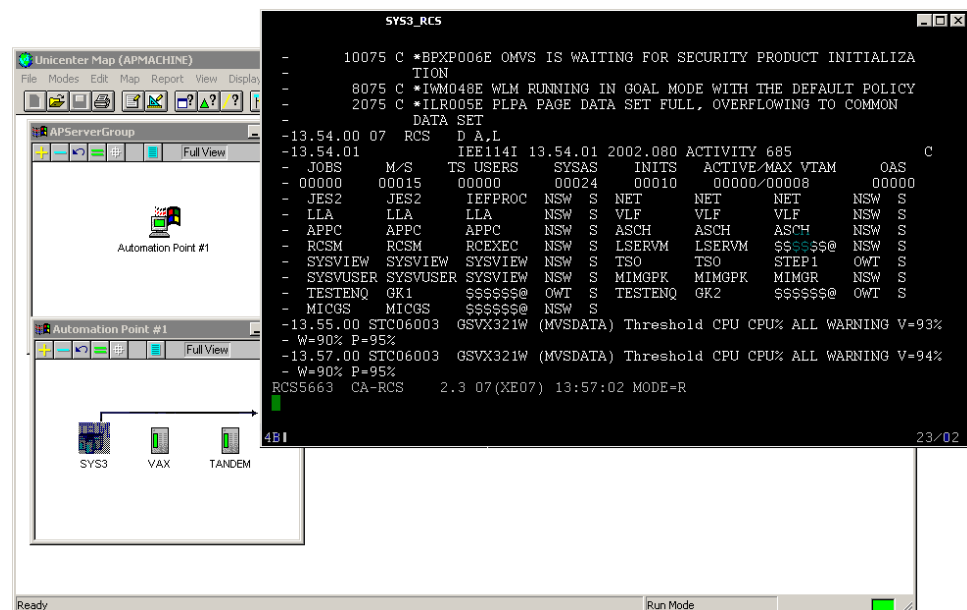 SYS3_RCS
Unicenter Map (APMACHINE)
File Modes Edit Map Report View Display
APServerGroup
Full View
Automation Point #1
Automation Point #1
Full View
SYS3 VAX TANDEM
- 10075 C *BPXP006E OMVS IS WAITING FOR SECURITY PRODUCT INITIALIZA
- TION
- 8075 C *IWM048E WLM RUNNING IN GOAL MODE WITH THE DEFAULT POLICY
- 2075 C *ILR005E PLPA PAGE DATA SET FULL, OVERFLOWING TO COMMON
- DATA SET
-13.54.00 07 RCS D A,L
-13.54.01 IEE114I 13.54.01 2002.080 ACTIVITY 685 C
- JOBS M/S TS USERS SYSAS INITS ACTIVE/MAX VTAM OAS
- 00000 00015 00000 00024 00010 00000/00008 00000
- JES2 JES2 IEFPROC NSW S NET NET NET NSW S
- LLA LLA LLA NSW S VLF VLF VLF NSW S
- APPC APPC APPC NSW S ASCH ASCH ASCH NSW S
- RCSM RCSM RCEXEC NSW S LSERVM LSERVM $$$$$$@ NSW S
- SYSVIEW SYSVIEW SYSVIEW NSW S TSO TSO STEP1 OWT S
- SYSVUSER SYSVUSER SYSVIEW NSW S MIMGPK MIMGPK MIMGR NSW S
- TESTENQ GK1 $$$$$$@ OWT S TESTENQ GK2 $$$$$$@ OWT S
- MICGS MICGS $$$$$$@ NSW S
-13.55.00 STC06003 GSVX321W (MVSDATA) Threshold CPU CPU% ALL WARNING V=93%
- W=90% P=95%
-13.57.00 STC06003 GSVX321W (MVSDATA) Threshold CPU CPU% ALL WARNING V=94%
- W=90% P=95%
RCS5663 CA-RCS 2.3 07(XE07) 13:57:02 MODE=R
4B 23/02
Ready Run Mode